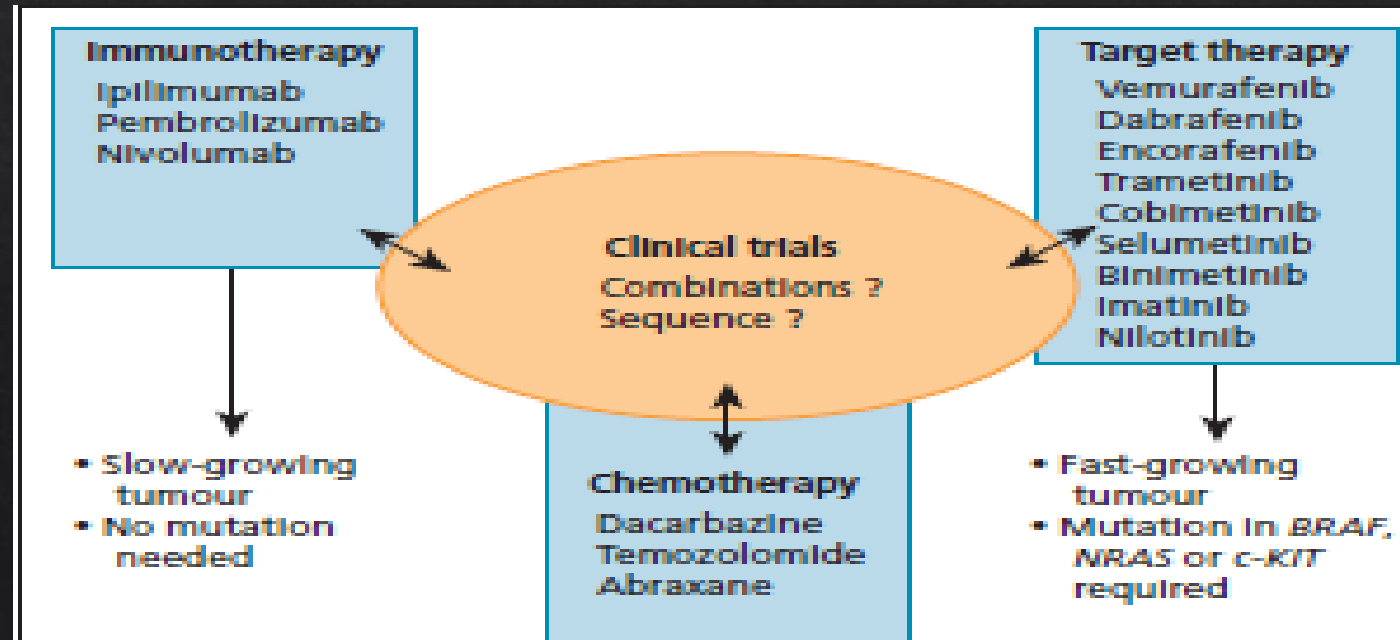 Immunotherapy
Ipilimumab
Pembrolizumab
Nivolumab
Target therapy
Vemurafenib
Dabrafenib
Encorafenib
Trametinib
Cobimetinib
Selumetinib
Binimetinib
Imatinib
Nilotinib
Clinical trials
Combinations ?
Sequence ?
Chemotherapy
Dacarbazine
Temozolomide
Abraxane
• Slow-growing
tumour
• No mutation
needed
• Fast-growing
tumour
• Mutation in BRAF,
NRAS or c-KIT
required